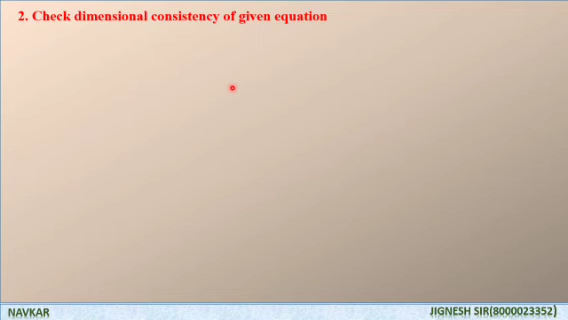 2. Check dimensional consistency of given equation
NAVKAR
JIGNESH SIR(8000023352)